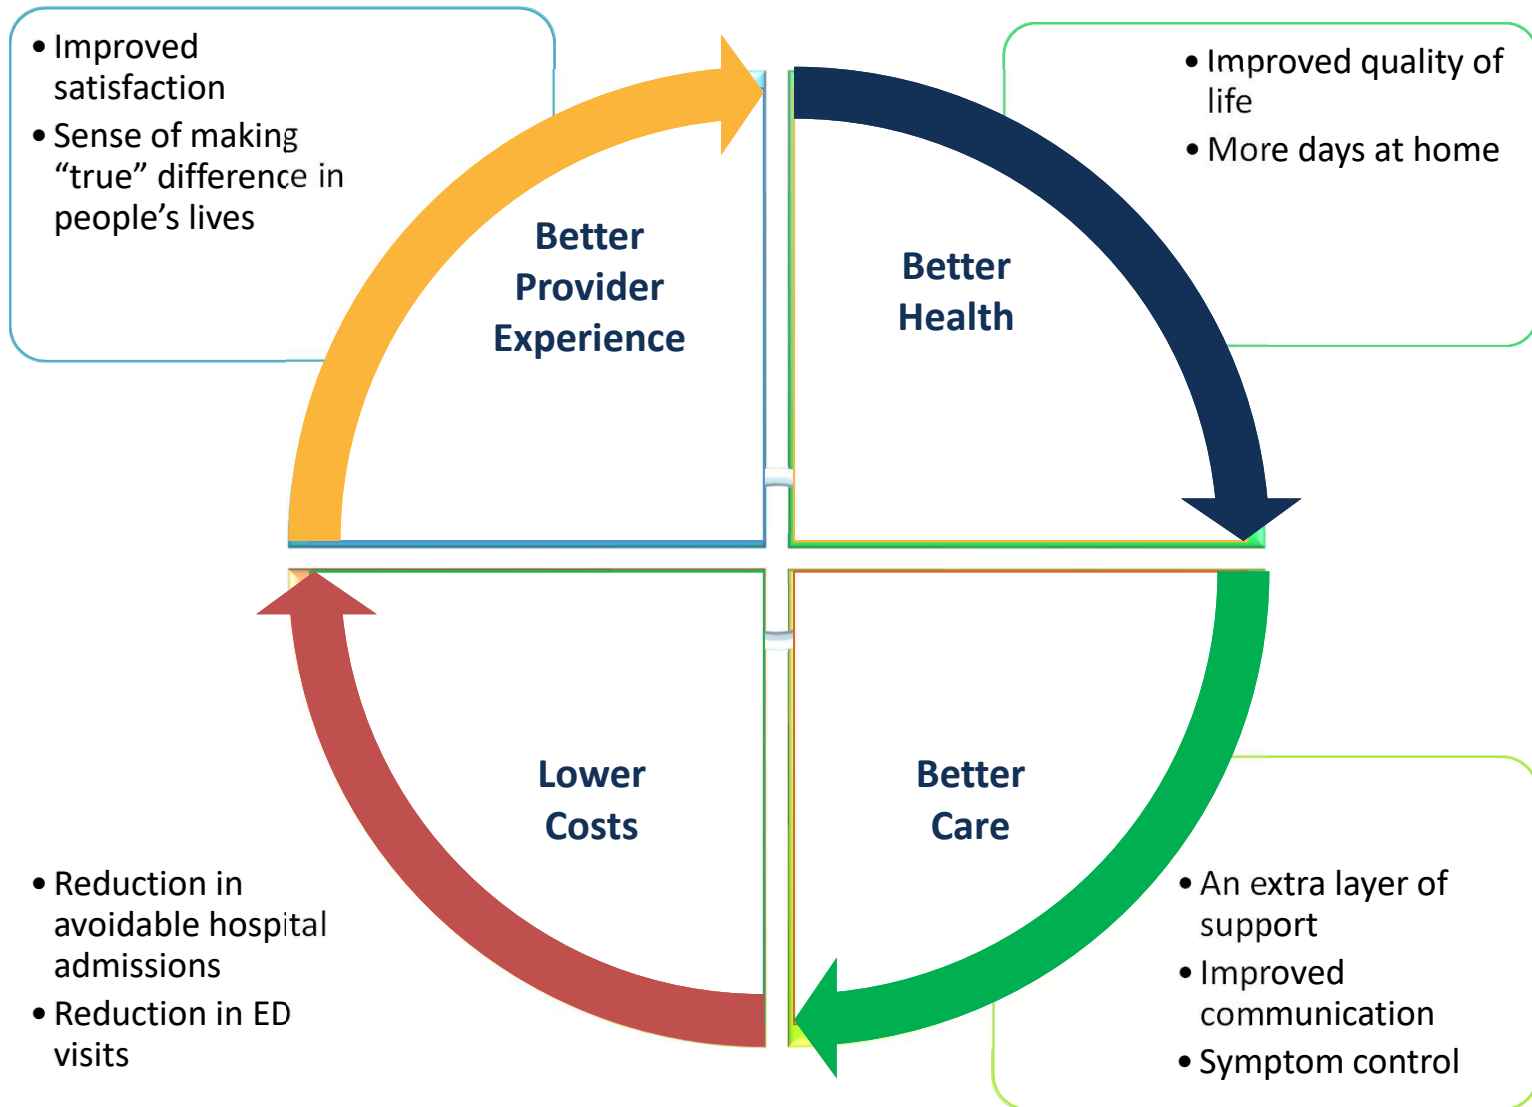 • Improved
satisfaction
• Sense of making
“true” difference in
people’s lives
Better
Provider
Experience
Better
Health
• Improved quality of
life
• More days at home
Lower
Costs
Better
Care
• Reduction in
avoidable hospital
admissions
• Reduction in ED
visits
• An extra layer of
support
• Improved
communication
• Symptom control